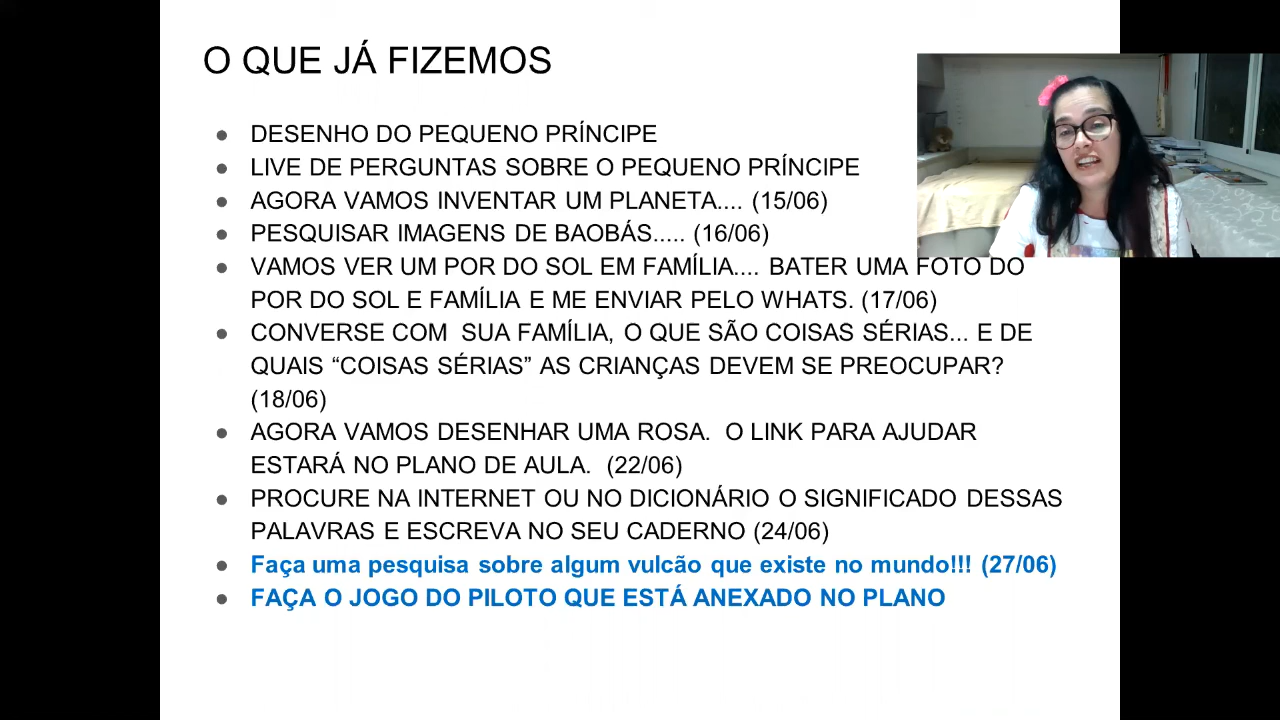 O QUE JÁ FIZEMOS
● DESENHO DO PEQUENO PRÍNCIPE
● LIVE DE PERGUNTAS SOBRE O PEQUENO PRÍNCIPE
● AGORA VAMOS INVENTAR UM PLANETA.... (15/06)
● PESQUISAR IMAGENS DE BAOBÁS..... (16/06)
● VAMOS VER UM POR DO SOL EM FAMÍLIA.... BATER UMA FOTO DO
POR DO SOL E FAMÍLIA E ME ENVIAR PELO WHATS. (17/06)
● CONVERSE COM SUA FAMÍLIA, O QUE SÃO COISAS SÉRIAS... E DE
QUAIS “COISAS SÉRIAS” AS CRIANÇAS DEVEM SE PREOCUPAR?
(18/06)
● AGORA VAMOS DESENHAR UMA ROSA. O LINK PARA AJUDAR
ESTARÁ NO PLANO DE AULA. (22/06)
● PROCURE NA INTERNET OU NO DICIONÁRIO O SIGNIFICADO DESSAS
PALAVRAS E ESCREVA NO SEU CADERNO (24/06)
● Faça uma pesquisa sobre algum vulcão que existe no mundo!!! (27/06)
● FAÇA O JOGO DO PILOTO QUE ESTÁ ANEXADO NO PLANO